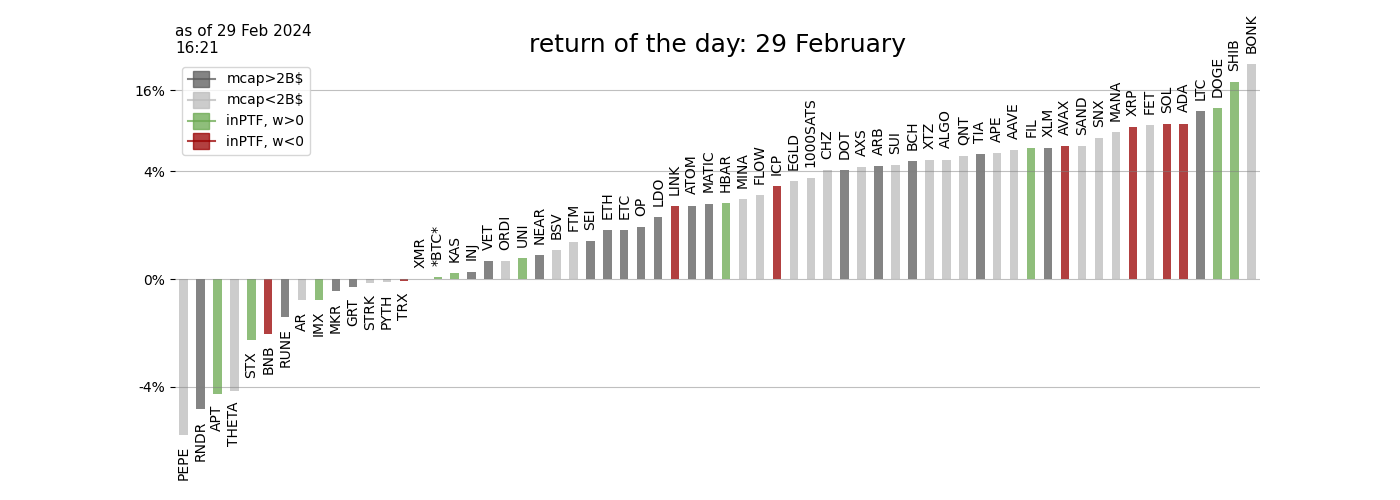 as of 29 Feb 2024
16:21
return of the day: 29 February
mcap>2B$
mcap<2B$
inPTF, w>0
inPTF, w<0
16%
4%
0%
-4%
PEPE
RNDR
APT
THETA
STX
BNB
RUNE
AR
IMX
MKR
GRT
STRK
PYTH
TRX
XMR
*BTC*
KAS
INJ
VET
ORDI
UNI
NEAR
BSV
FTM
SEI
ETH
ETC
OP
LDO
LINK
ATOM
MATIC
HBAR
MINA
FLOW
ICP
EGLD
1000SATS
CHZ
DOT
AXS
ARB
SUI
BCH
XTZ
ALGO
QNT
TIA
APE
AAVE
FIL
XLM
AVAX
SAND
SNX
MANA
XRP
FET
SOL
ADA
LTC
DOGE
SHIB
BONK